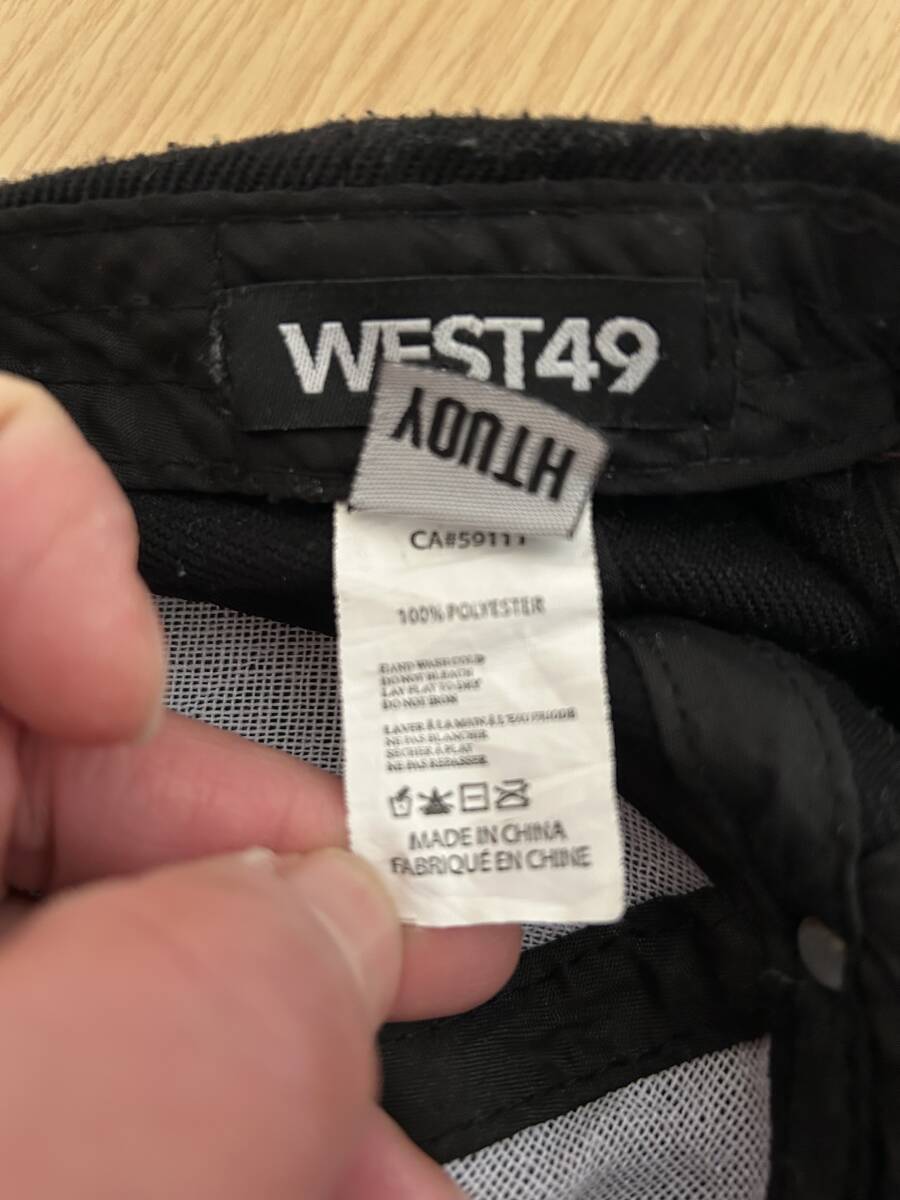 WEST49
YOUTH
CA#59111
100% POLYESTER
HAND WASH COLD
DO NOT BLEACH
LAY FLAT TO DRY
DO NOT IRON
LAVER À LA MAIN À L'EAU FROIDE
NE PAS BLANCHIR
SÉCHER À PLAT
NE PAS REPASSER
MADE IN CHINA
FABRIQUÉ EN CHINE